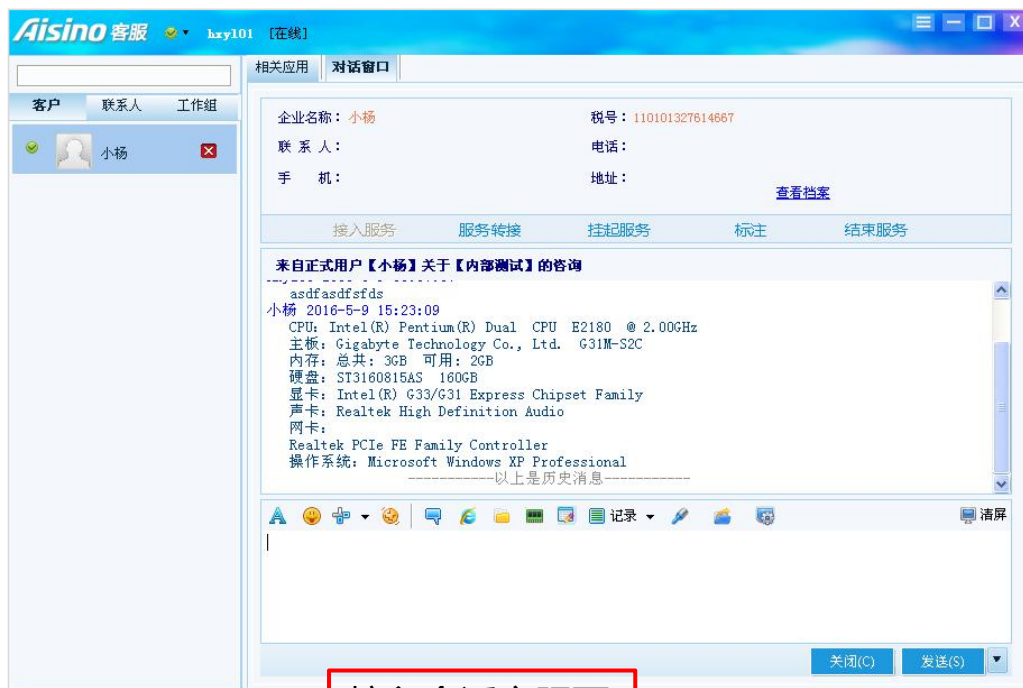 Aisino 客服 hxyl01 [在线]
相关应用 对话窗口
客户 联系人 工作组
小杨
企业名称：小杨 税号：110101327614667
联 系 人： 电话：
手 机： 地址：
查看档案
接入服务 服务转接 挂起服务 标注 结束服务
来自正式用户【小杨】关于【内部测试】的咨询
asdfasdfsfds
小杨 2016-5-9 15:23:09
CPU: Intel(R) Pentium(R) Dual CPU E2180 @ 2.00GHz
主板: Gigabyte Technology Co., Ltd. G31M-S2C
内存: 总共: 3GB 可用: 2GB
硬盘: ST3160815AS 160GB
显卡: Intel(R) G33/G31 Express Chipset Family
声卡: Realtek High Definition Audio
网卡:
Realtek PCIe FE Family Controller
操作系统: Microsoft Windows XP Professional
-----------以上是历史消息-----------
记录 清屏
关闭(C) 发送(S)